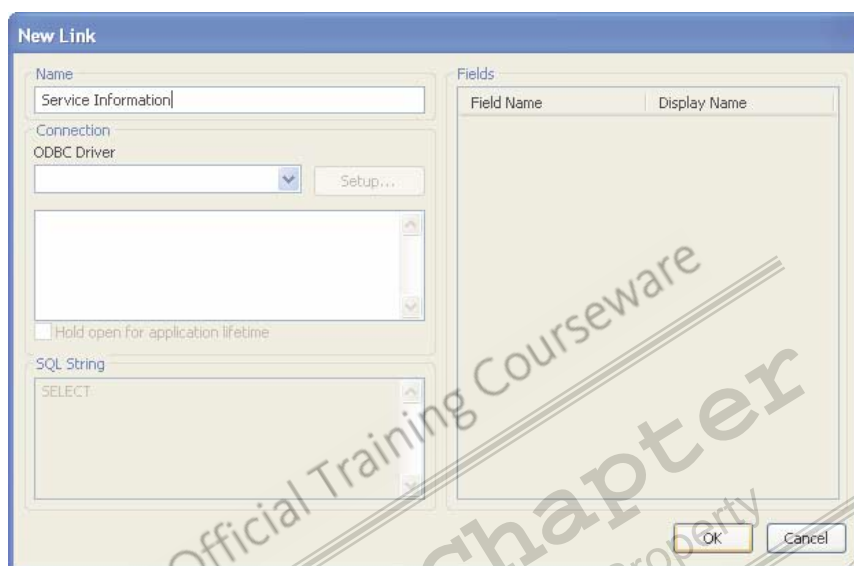 New Link
Name
Service Information
Connection
ODBC Driver
Setup...
Hold open for application lifetime
SQL String
SELECT
Fields
Field Name Display Name
OK Cancel
Official Training Courseware
Chapter
Property